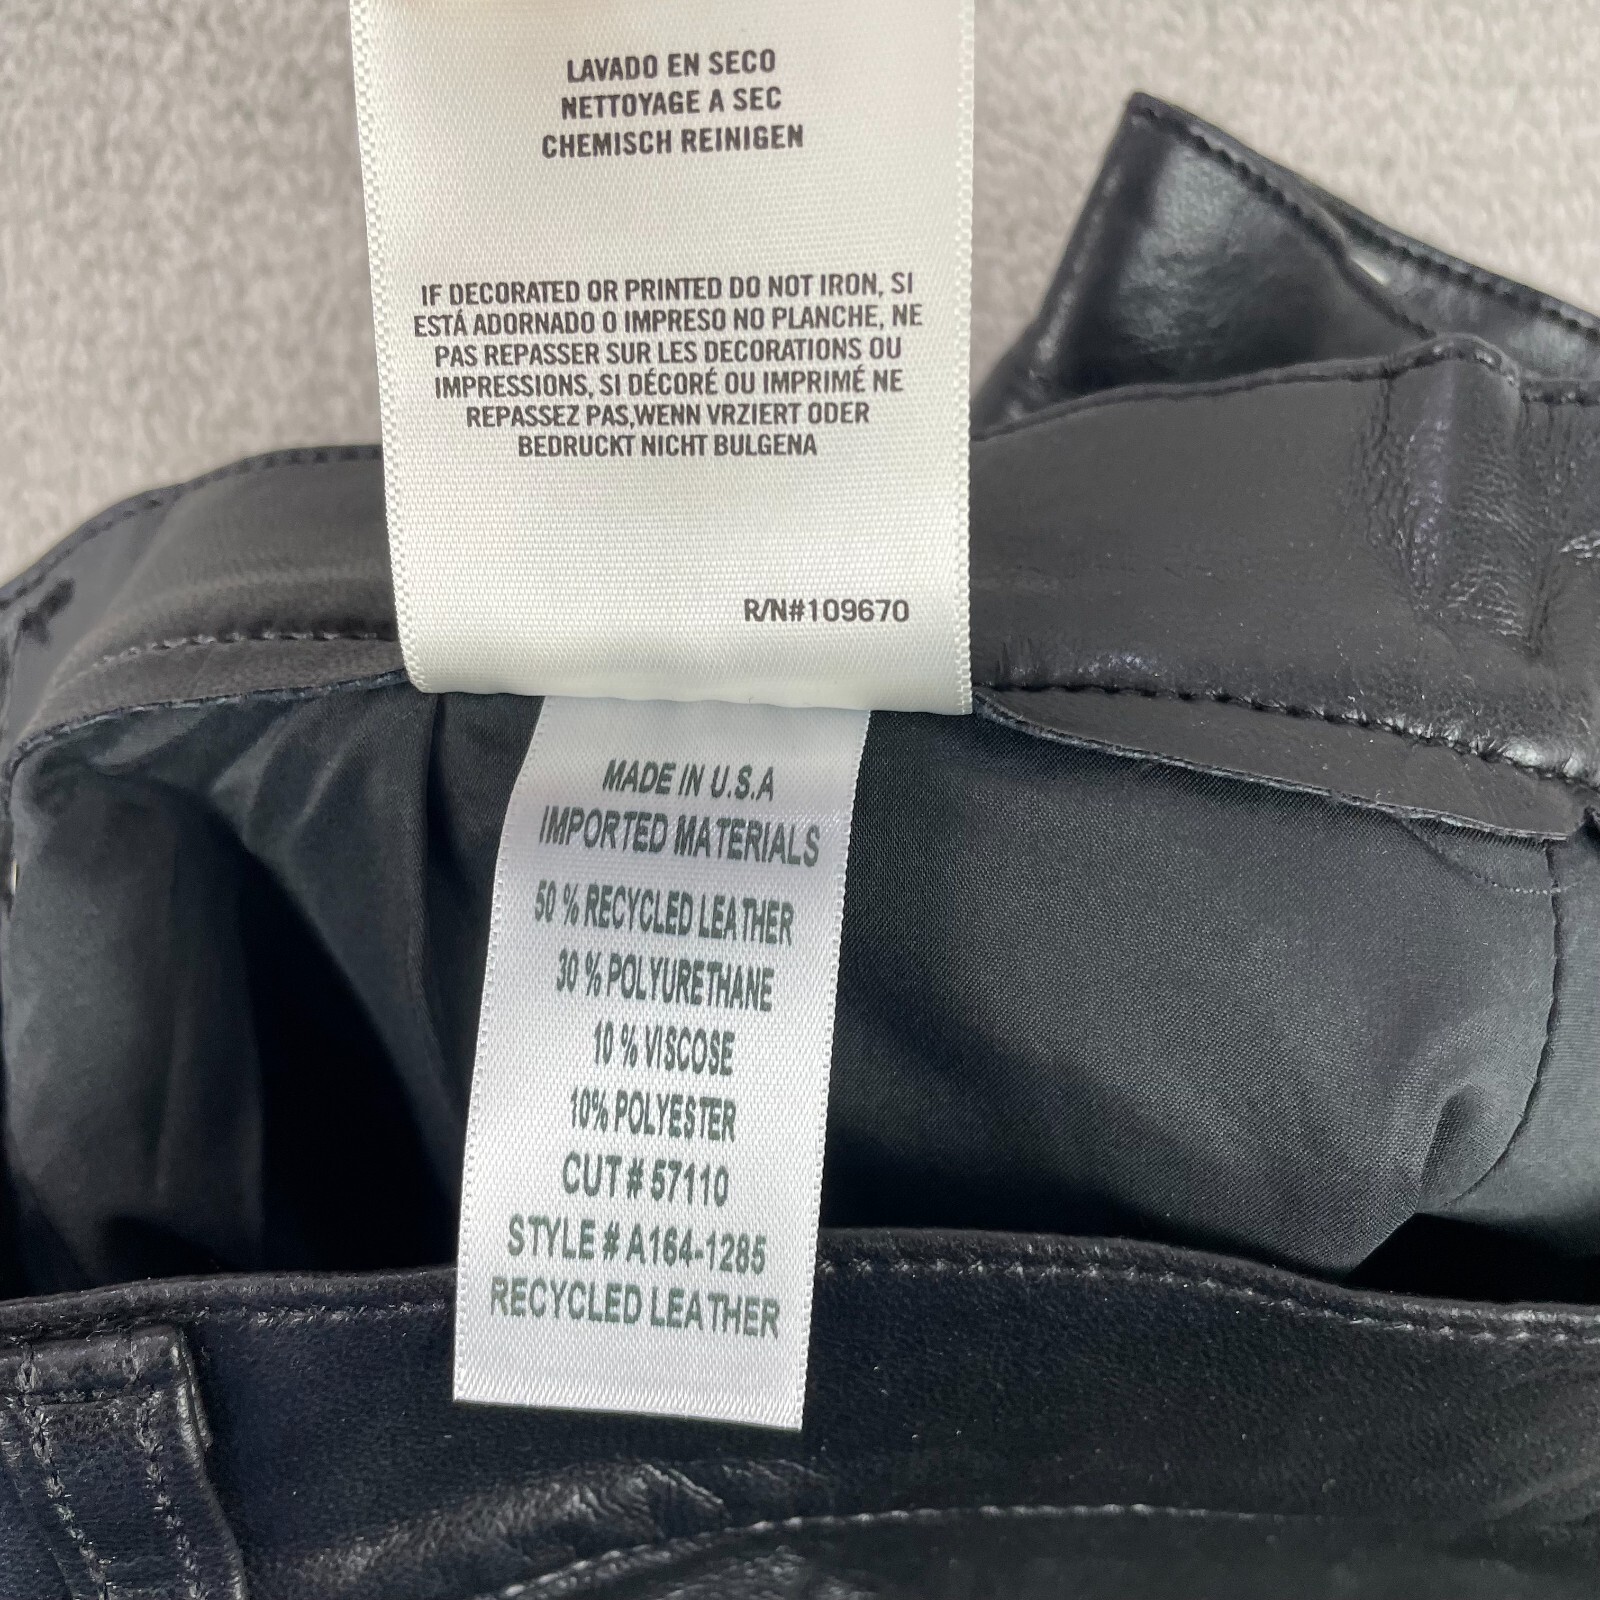 LAVADO EN SECO
NETTOYAGE A SEC
CHEMISCH REINIGEN
IF DECORATED OR PRINTED DO NOT IRON, SI
ESTÁ ADORNADO O IMPRESO NO PLANCHE, NE
PAS REPASSER SUR LES DECORATIONS OU
IMPRESSIONS, SI DÉCORÉ OU IMPRIMÉ NE
REPASSEZ PAS,WENN VRZIERT ODER
BEDRUCKT NICHT BULGENA
R/N#109670
MADE IN U.S.A
IMPORTED MATERIALS
50 % RECYCLED LEATHER
30 % POLYURETHANE
10 % VISCOSE
10% POLYESTER
CUT # 57110
STYLE # A164-1285
RECYCLED LEATHER